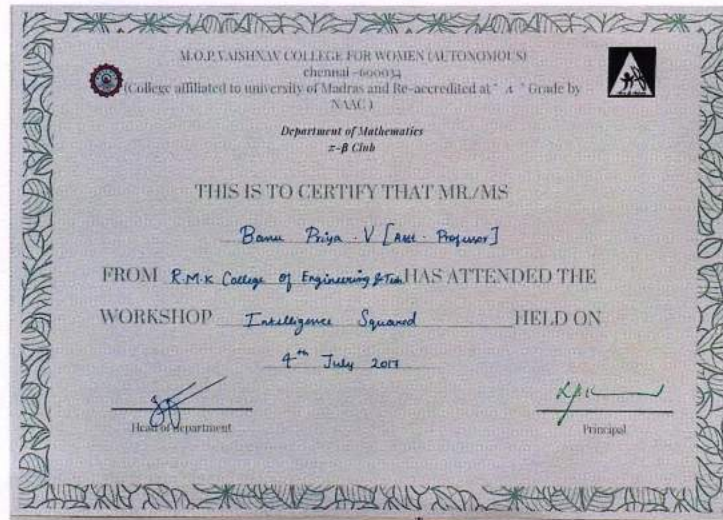 M.O.P.VAISHNAV COLLEGE FOR WOMEN (AUTONOMOUS)
chennai -600034
(College affiliated to university of Madras and Re-accredited at " A " Grade by
NAAC )
Department of Mathematics
π-β Club
THIS IS TO CERTIFY THAT MR/MS
Banu Priya . V [Asst. Professor]
FROM R.M.K College of Engineering & Tech HAS ATTENDED THE
WORKSHOP Intelligence Squared HELD ON
4th July 2017
Head of department
Principal